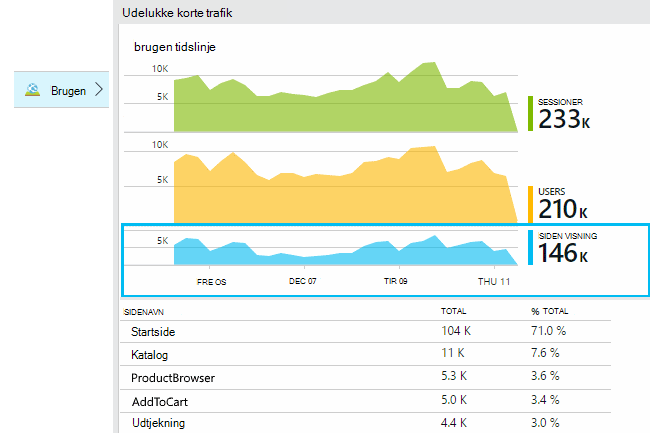 Udelukke korte trafik
Brugen
brugen tidslinje
10K
5K
SESSIONER
233K
10K
5K
USERS
210K
5K
SIDEN VISNING
146K
FRE OS DEC 07 TIR 09 THU 11
SIDENAVN TOTAL % TOTAL
Startside 104 K 71.0 %
Katalog 11 K 7.6 %
ProductBrowser 5.3 K 3.6 %
AddToCart 5.0 K 3.4 %
Udtjekning 4.4 K 3.0 %